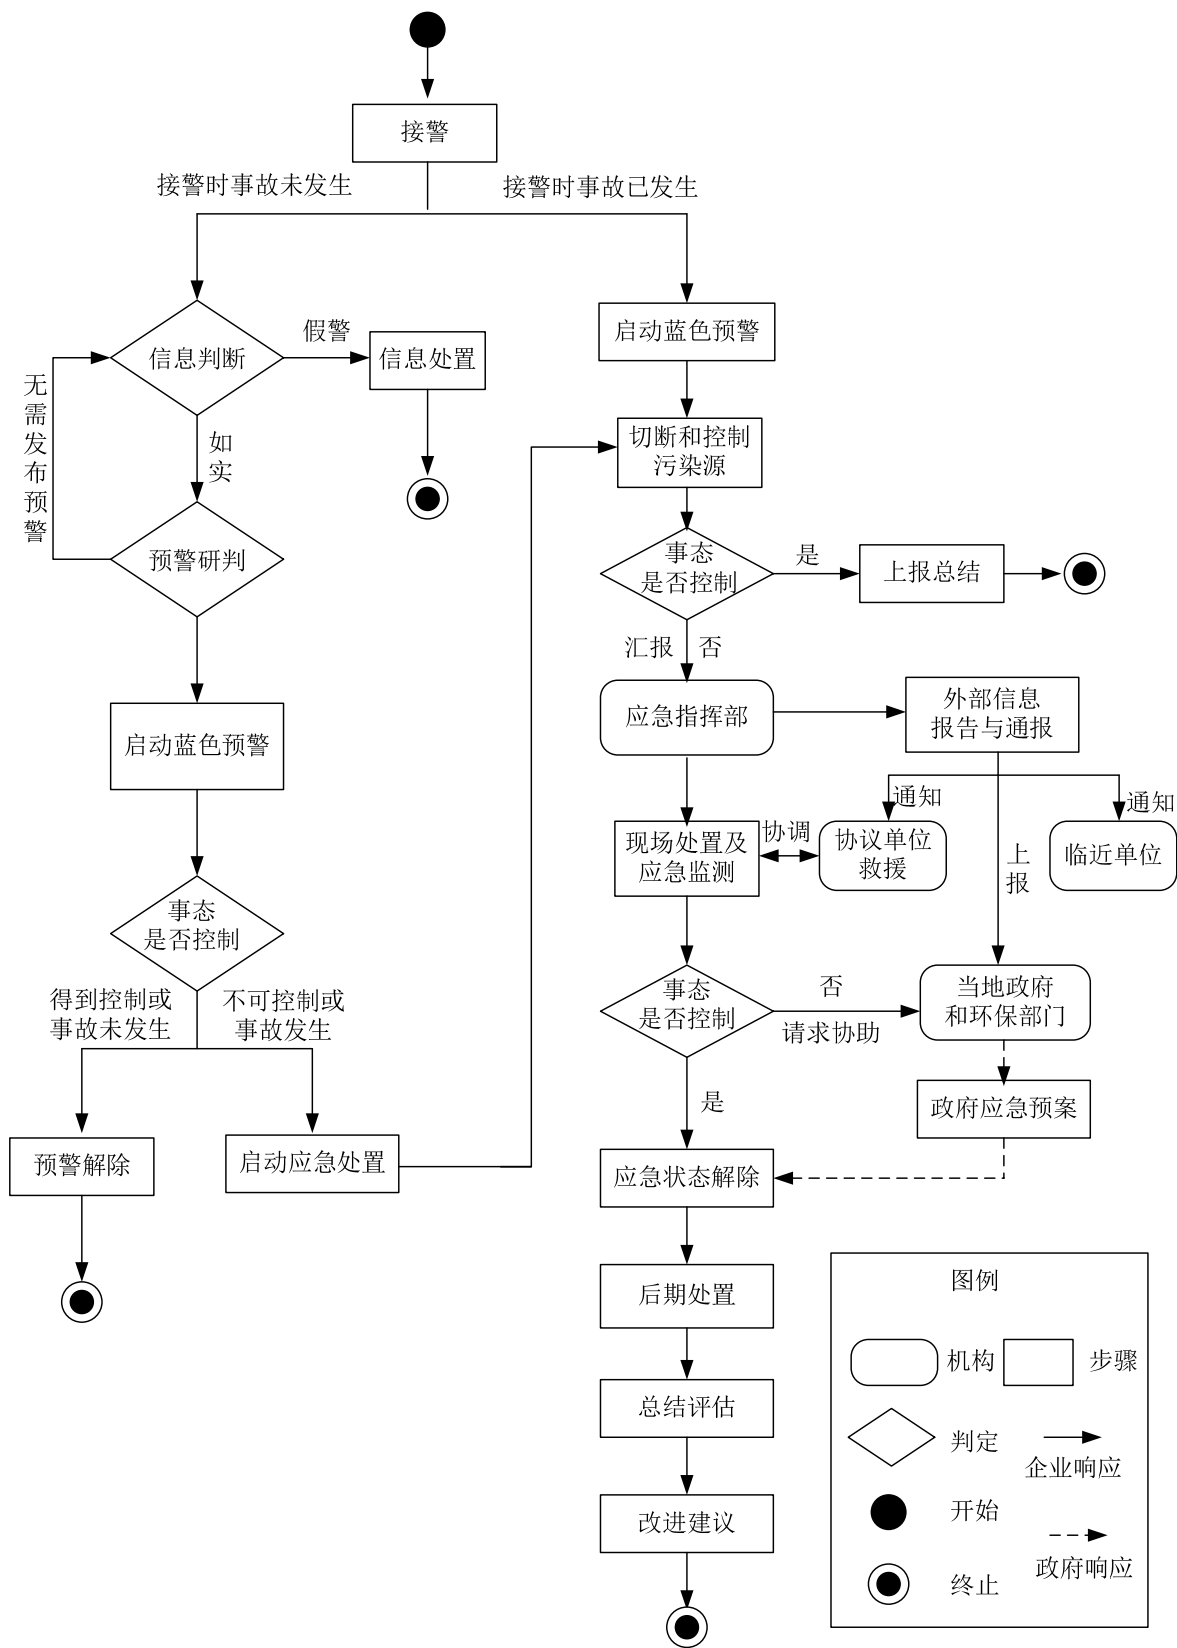 接警
接警时事故未发生
接警时事故已发生
信息判断
假警
信息处置
启动蓝色预警
无需发布预警
如实
切断和控制
污染源
预警研判
事态
是否控制
是
上报总结
汇报
否
应急指挥部
外部信息
报告与通报
启动蓝色预警
通知
通知
现场处置及
应急监测
协调
协议单位
救援
上报
临近单位
事态
是否控制
得到控制或
事故未发生
不可控制或
事故发生
事态
是否控制
否
请求协助
当地政府
和环保部门
政府应急预案
是
预警解除
启动应急处置
应急状态解除
后期处置
总结评估
改进建议
图例
机构
步骤
判定
企业响应
开始
政府响应
终止